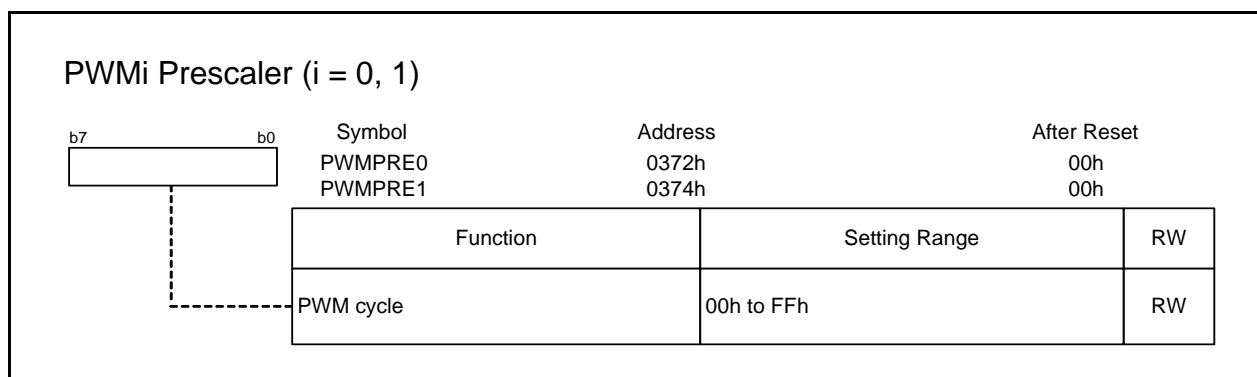 PWMi Prescaler (i = 0, 1)
b7 b0 Symbol Address After Reset
PWMPRE0 0372h 00h
PWMPRE1 0374h 00h
Function Setting Range RW
PWM cycle 00h to FFh RW